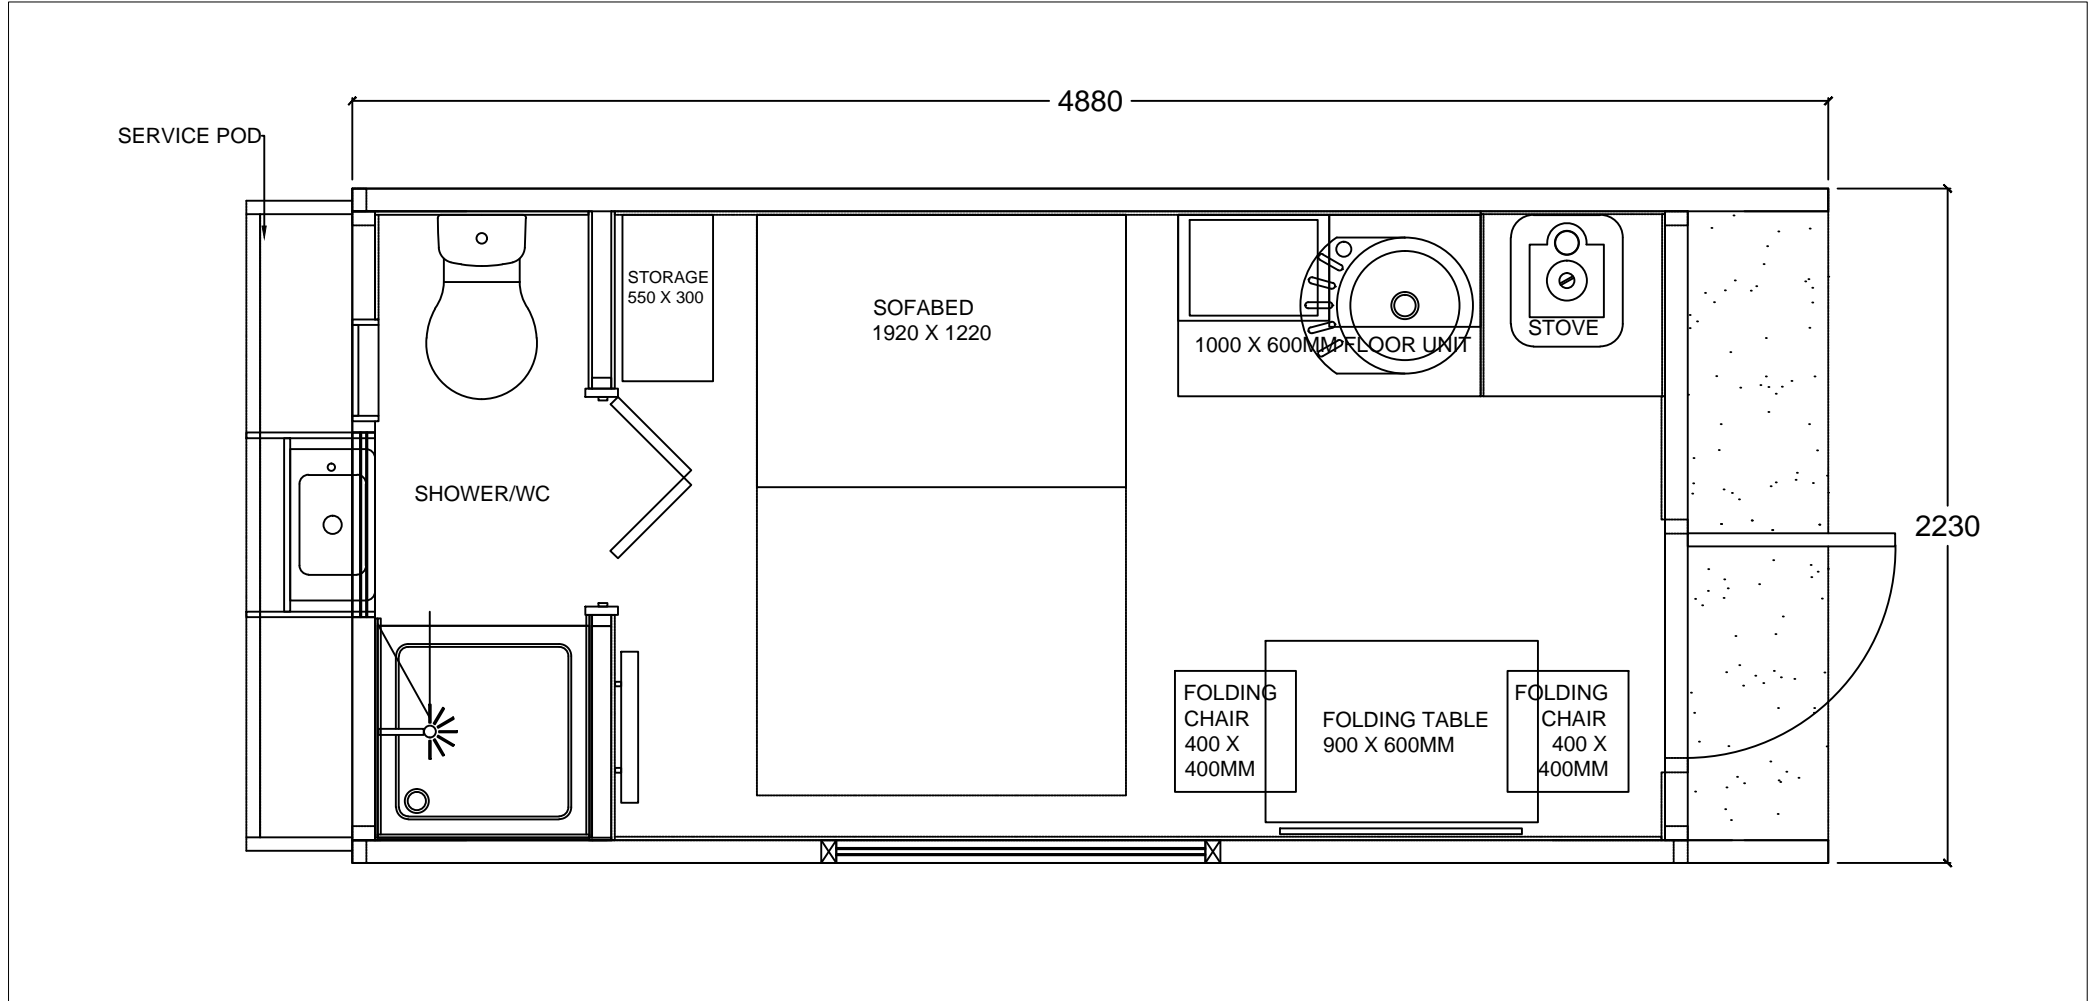 4880
SERVICE POD
STORAGE
550 X 300
SOFABED
1920 X 1220
STOVE
1000 X 600MM FLOOR UNIT
SHOWER/WC
2230
FOLDING
CHAIR
400 X
400MM
FOLDING TABLE
900 X 600MM
FOLDING
CHAIR
400 X
400MM